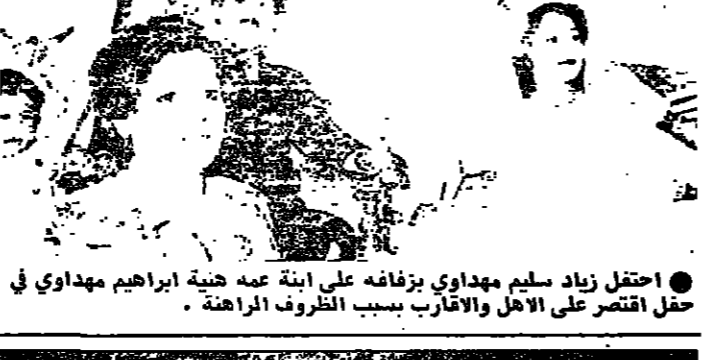 ● احتفل زياد سليم مهداوي بزفافه على ابنة عمه هنية ابراهيم مهداوي في
حفل اقتصر على الاهل والاقارب بسبب الظروف الراهنة .